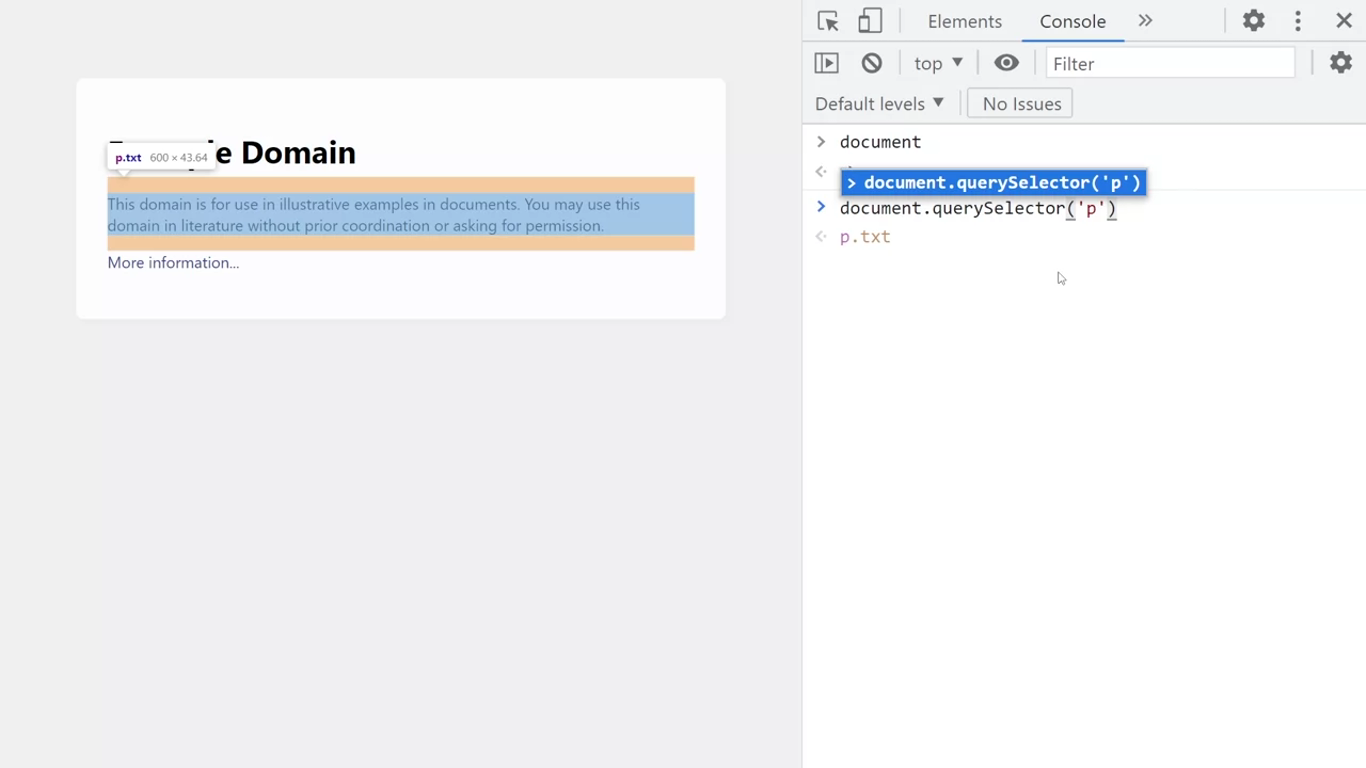 Elements Console
top Filter
Default levels No Issues
e Domain
p.txt 600 × 43.64
This domain is for use in illustrative examples in documents. You may use this
domain in literature without prior coordination or asking for permission.
More information...
> document
> document.querySelector('p')
> document.querySelector('p')
p.txt